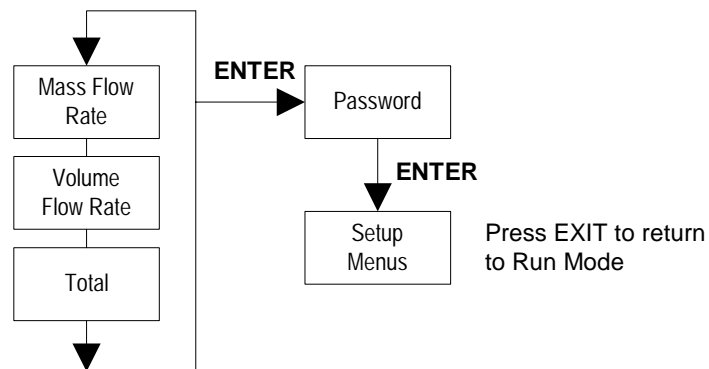 Mass Flow
Rate
Volume
Flow Rate
Total
ENTER
Password
ENTER
Setup
Menus
Press EXIT to return
to Run Mode